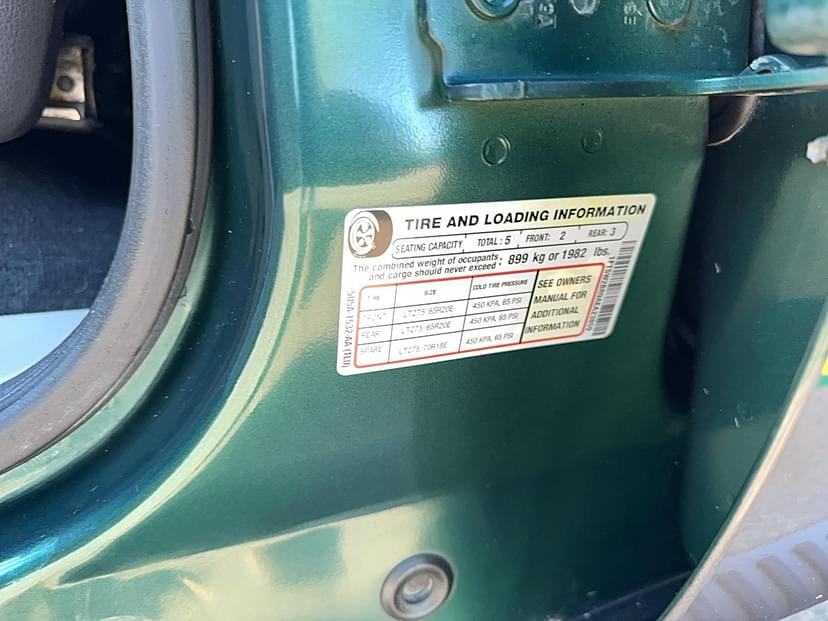 TIRE AND LOADING INFORMATION
SEATING CAPACITY TOTAL: 5 FRONT: 2 REAR: 3
The combined weight of occupants and cargo should never exceed: 899 kg or 1982 lbs.
TIRE SIZE COLD TIRE PRESSURE
FRONT LT275/65R20E 450 KPA, 65 PSI
REAR LT275/65R20E 450 KPA, 65 PSI
SPARE LT275/70R18E 450 KPA, 65 PSI
SEE OWNERS
MANUAL FOR
ADDITIONAL
INFORMATION